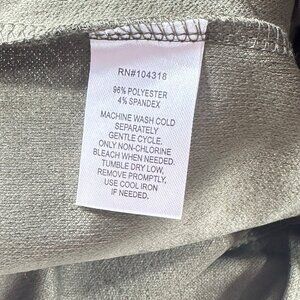 RN#104318
96% POLYESTER
4% SPANDEX
MACHINE WASH COLD
SEPARATELY
GENTLE CYCLE.
ONLY NON-CHLORINE
BLEACH WHEN NEEDED.
TUMBLE DRY LOW,
REMOVE PROMPTLY,
USE COOL IRON
IF NEEDED.